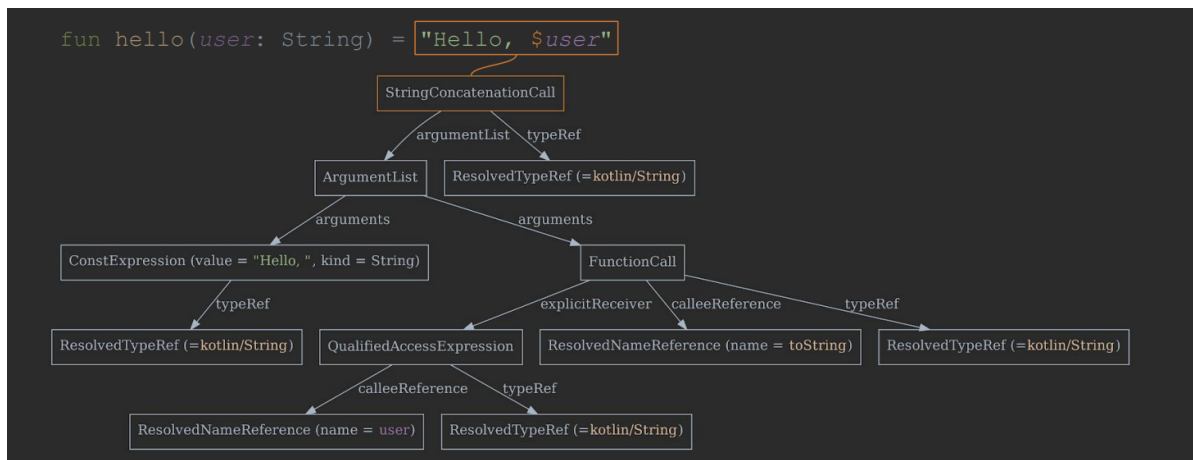 fun hello(user: String) = "Hello, $user"
StringConcatenationCall
argumentList typeRef
ArgumentList ResolvedTypeRef (=kotlin/String)
arguments arguments
ConstExpression (value = "Hello, ", kind = String) FunctionCall
typeRef explicitReceiver calleeReference typeRef
ResolvedTypeRef (=kotlin/String) QualifiedAccessExpression ResolvedNameReference (name = toString) ResolvedTypeRef (=kotlin/String)
calleeReference typeRef
ResolvedNameReference (name = user) ResolvedTypeRef (=kotlin/String)